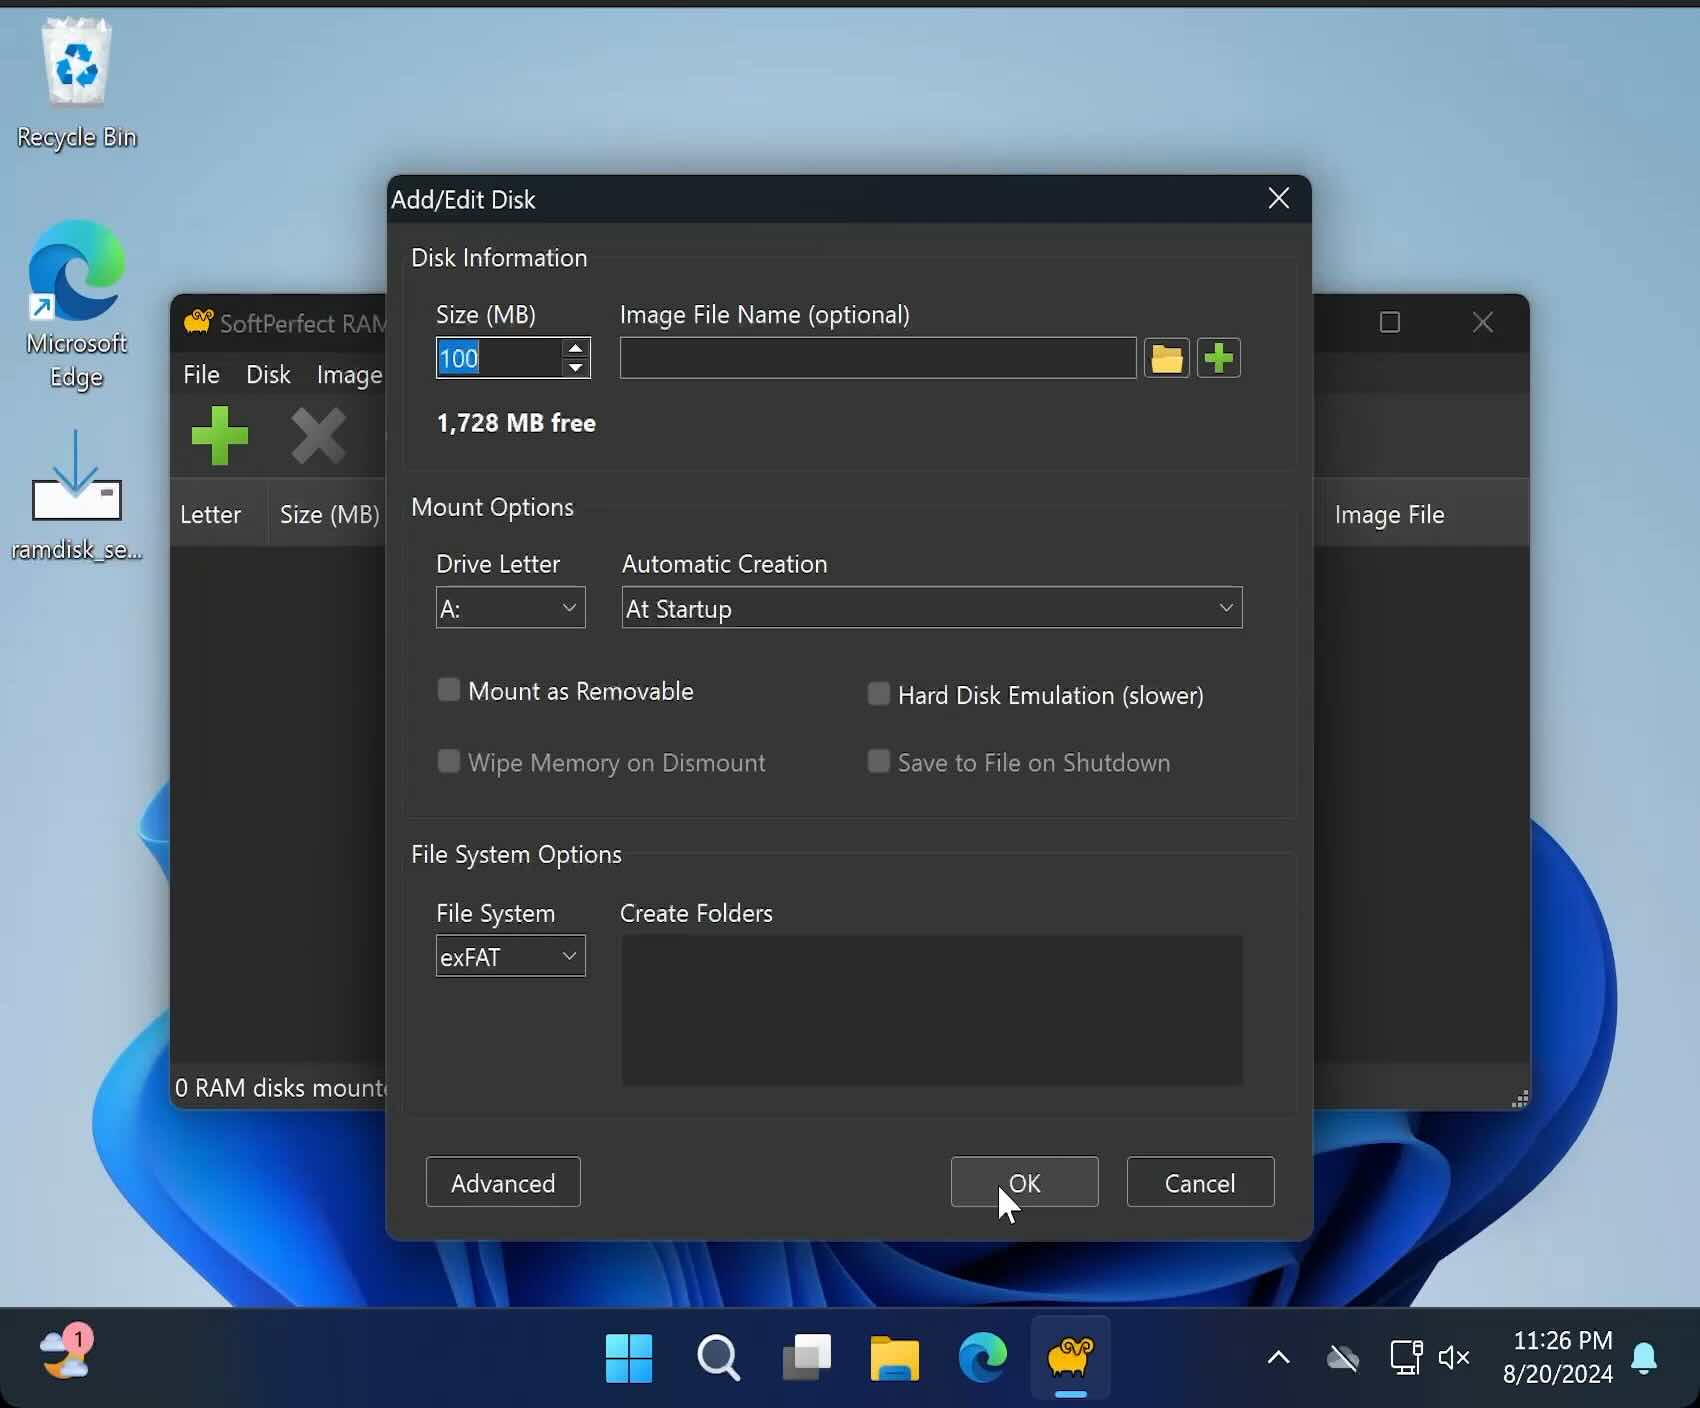 Recycle Bin
Microsoft
Edge
ramdisk_se...
SoftPerfect RAM
File Disk Image
Letter Size (MB)
Image File
0 RAM disks mount
Add/Edit Disk
Disk Information
Size (MB) Image File Name (optional)
100
1,728 MB free
Mount Options
Drive Letter Automatic Creation
A: At Startup
Mount as Removable Hard Disk Emulation (slower)
Wipe Memory on Dismount Save to File on Shutdown
File System Options
File System Create Folders
exFAT
Advanced OK Cancel
1
11:26 PM
8/20/2024